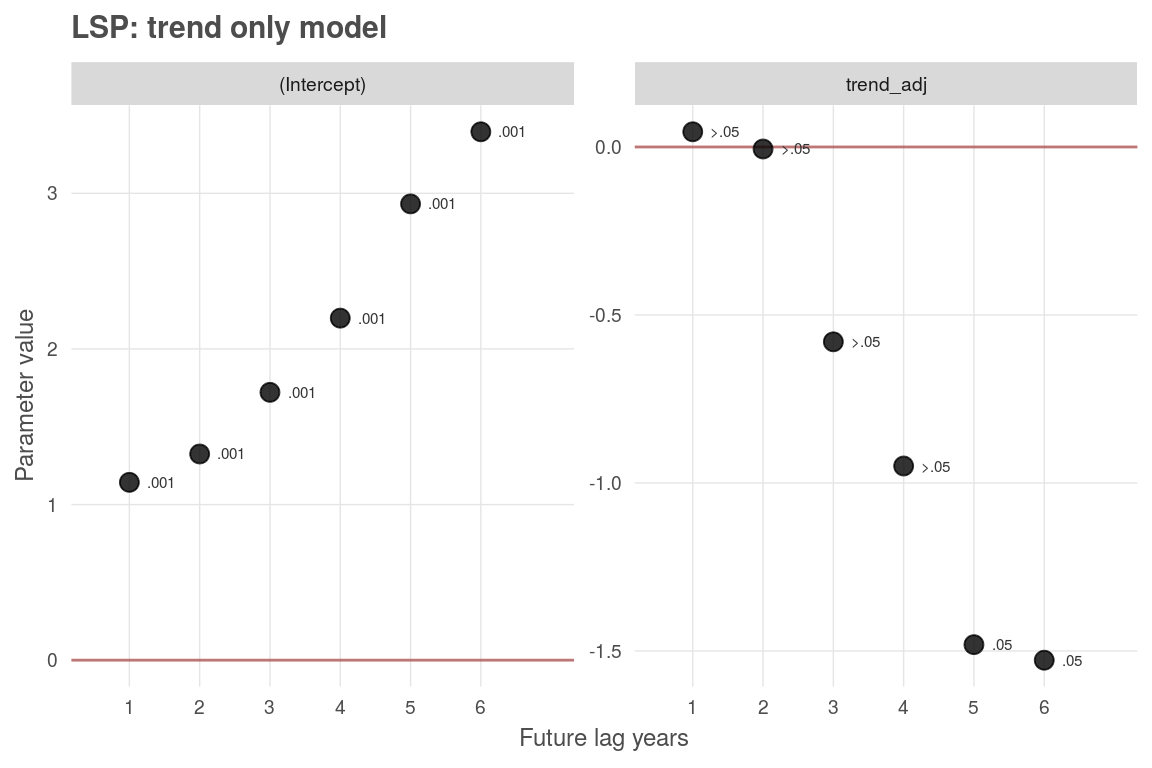 LSP: trend only model
(Intercept)
trend_adj
Parameter value
3
2
1
0
.001
.001
.001
.001
.001
.001
1 2 3 4 5 6
0.0
-0.5
-1.0
-1.5
>.05
>.05
>.05
>.05
.05
.05
1 2 3 4 5 6
Future lag years